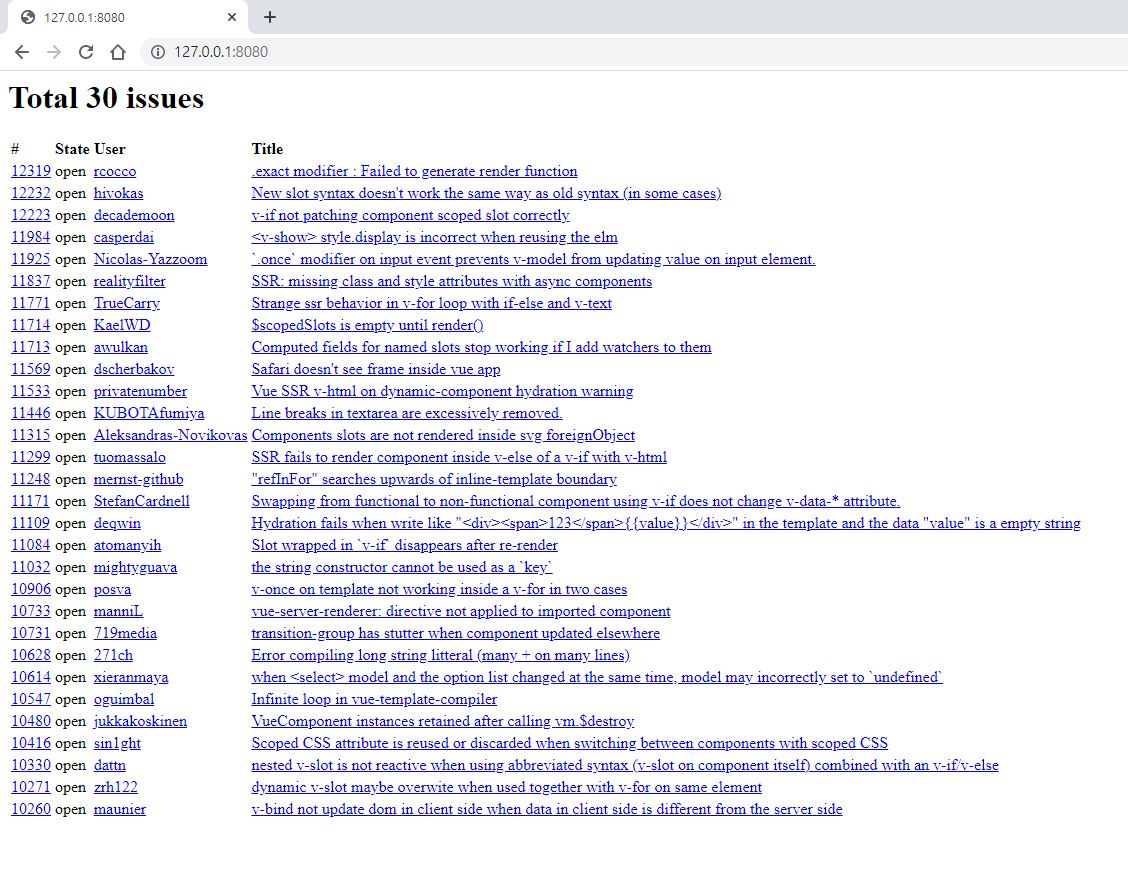 127.0.0.1:8080
127.0.0.1:8080
Total 30 issues
# State User Title
12319 open rcocco .exact modifier : Failed to generate render function
12232 open hivokas New slot syntax doesn't work the same way as old syntax (in some cases)
12223 open decademoon v-if not patching component scoped slot correctly
11984 open casperdai <v-show> style.display is incorrect when reusing the elm
11925 open Nicolas-Yazzoom `.once` modifier on input event prevents v-model from updating value on input element.
11837 open realityfilter SSR: missing class and style attributes with async components
11771 open TrueCarry Strange ssr behavior in v-for loop with if-else and v-text
11714 open KaelWD $scopedSlots is empty until render()
11713 open awulkan Computed fields for named slots stop working if I add watchers to them
11569 open dscherbakov Safari doesn't see frame inside vue app
11533 open privatenumber Vue SSR v-html on dynamic-component hydration warning
11446 open KUBOTAfumiya Line breaks in textarea are excessively removed.
11315 open Aleksandras-Novikovas Components slots are not rendered inside svg foreignObject
11299 open tuomassalo SSR fails to render component inside v-else of a v-if with v-html
11248 open mernst-github "refInFor" searches upwards of inline-template boundary
11171 open StefanCardnell Swapping from functional to non-functional component using v-if does not change v-data-* attribute.
11109 open deqwin Hydration fails when write like "<div><span>123</span>{{value}}</div>" in the template and the data "value" is a empty string
11084 open atomanyih Slot wrapped in `v-if` disappears after re-render
11032 open mightyguava the string constructor cannot be used as a `key`
10906 open posva v-once on template not working inside a v-for in two cases
10733 open manniL vue-server-renderer: directive not applied to imported component
10731 open 719media transition-group has stutter when component updated elsewhere
10628 open 271ch Error compiling long string litteral (many + on many lines)
10614 open xieranmaya when <select> model and the option list changed at the same time, model may incorrectly set to `undefined`
10547 open oguimbal Infinite loop in vue-template-compiler
10480 open jukkakoskinen VueComponent instances retained after calling vm.$destroy
10416 open sin1ght Scoped CSS attribute is reused or discarded when switching between components with scoped CSS
10330 open dattn nested v-slot is not reactive when using abbreviated syntax (v-slot on component itself) combined with an v-if/v-else
10271 open zrh122 dynamic v-slot maybe overwite when used together with v-for on same element
10260 open maunier v-bind not update dom in client side when data in client side is different from the server side